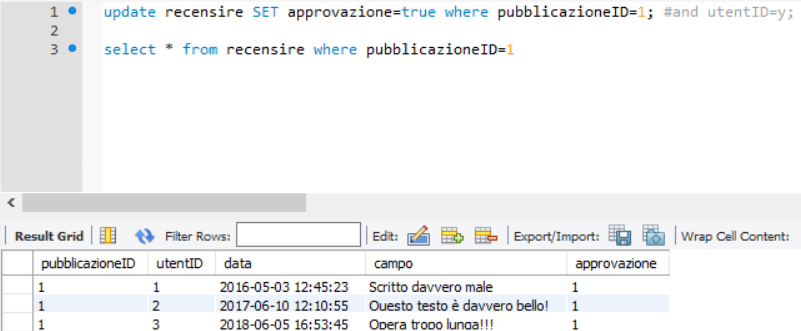 1 update recensire SET approvazione=true where pubblicazioneID=1; #and utentID=y;
2
3 select * from recensire where pubblicazioneID=1
Result Grid Filter Rows: Edit: Export/Import: Wrap Cell Content:
pubblicazioneID utentID data campo approvazione
1 1 2016-05-03 12:45:23 Scritto davvero male 1
1 2 2017-06-10 12:10:55 Questo testo è davvero bello! 1
1 3 2018-06-05 16:53:45 Opera tropo lunga!!! 1